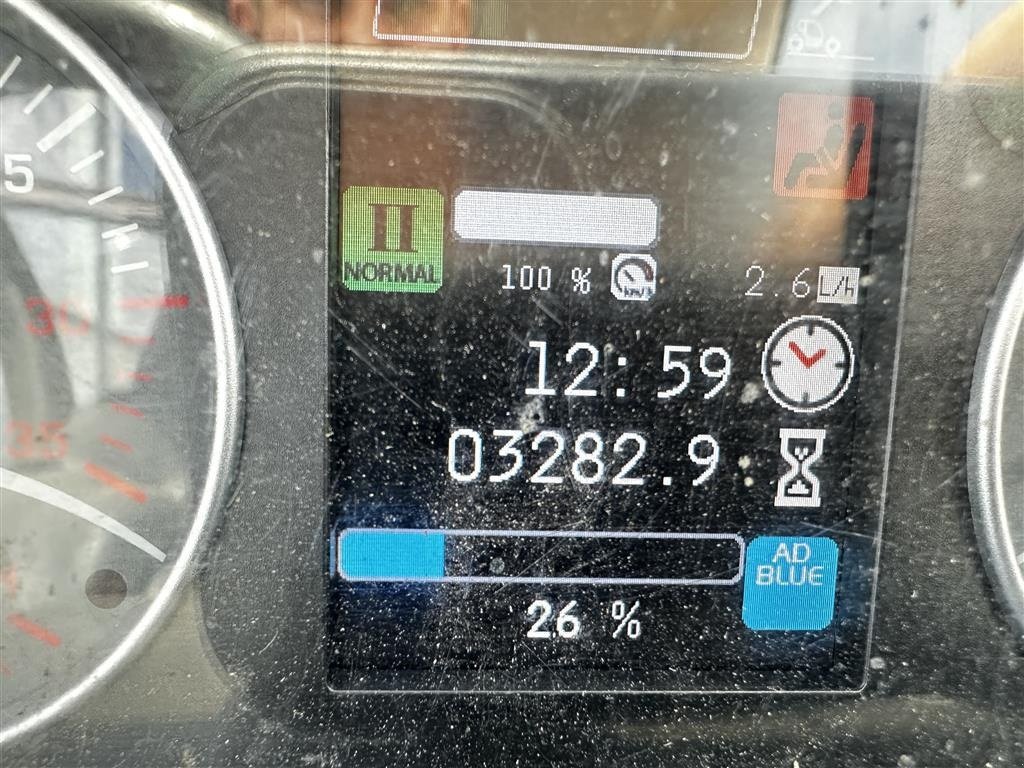 5
30
35
II
NORMAL
100 %
2.6 L/h
12:59
03282.9
AD
BLUE
26 %